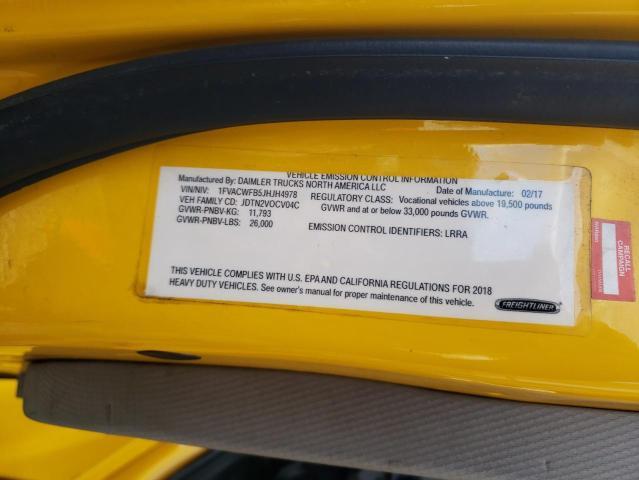 VEHICLE EMISSION CONTROL INFORMATION
Manufactured By: DAIMLER TRUCKS NORTH AMERICA LLC
Date of Manufacture: 02/17
VIN/NIV: 1FVACWFB5JHJH4978
REGULATORY CLASS: Vocational vehicles above 19,500 pounds
VEH FAMILY CD: JDTN2VOCV04C
GVWR and at or below 33,000 pounds GVWR.
GVWR-PNBV-KG: 11,793
GVWR-PNBV-LBS: 26,000
EMISSION CONTROL IDENTIFIERS: LRRA
THIS VEHICLE COMPLIES WITH U.S. EPA AND CALIFORNIA REGULATIONS FOR 2018
HEAVY DUTY VEHICLES. See owner's manual for proper maintenance of this vehicle.
FREIGHTLINER
RECALL
CAMPAIGN